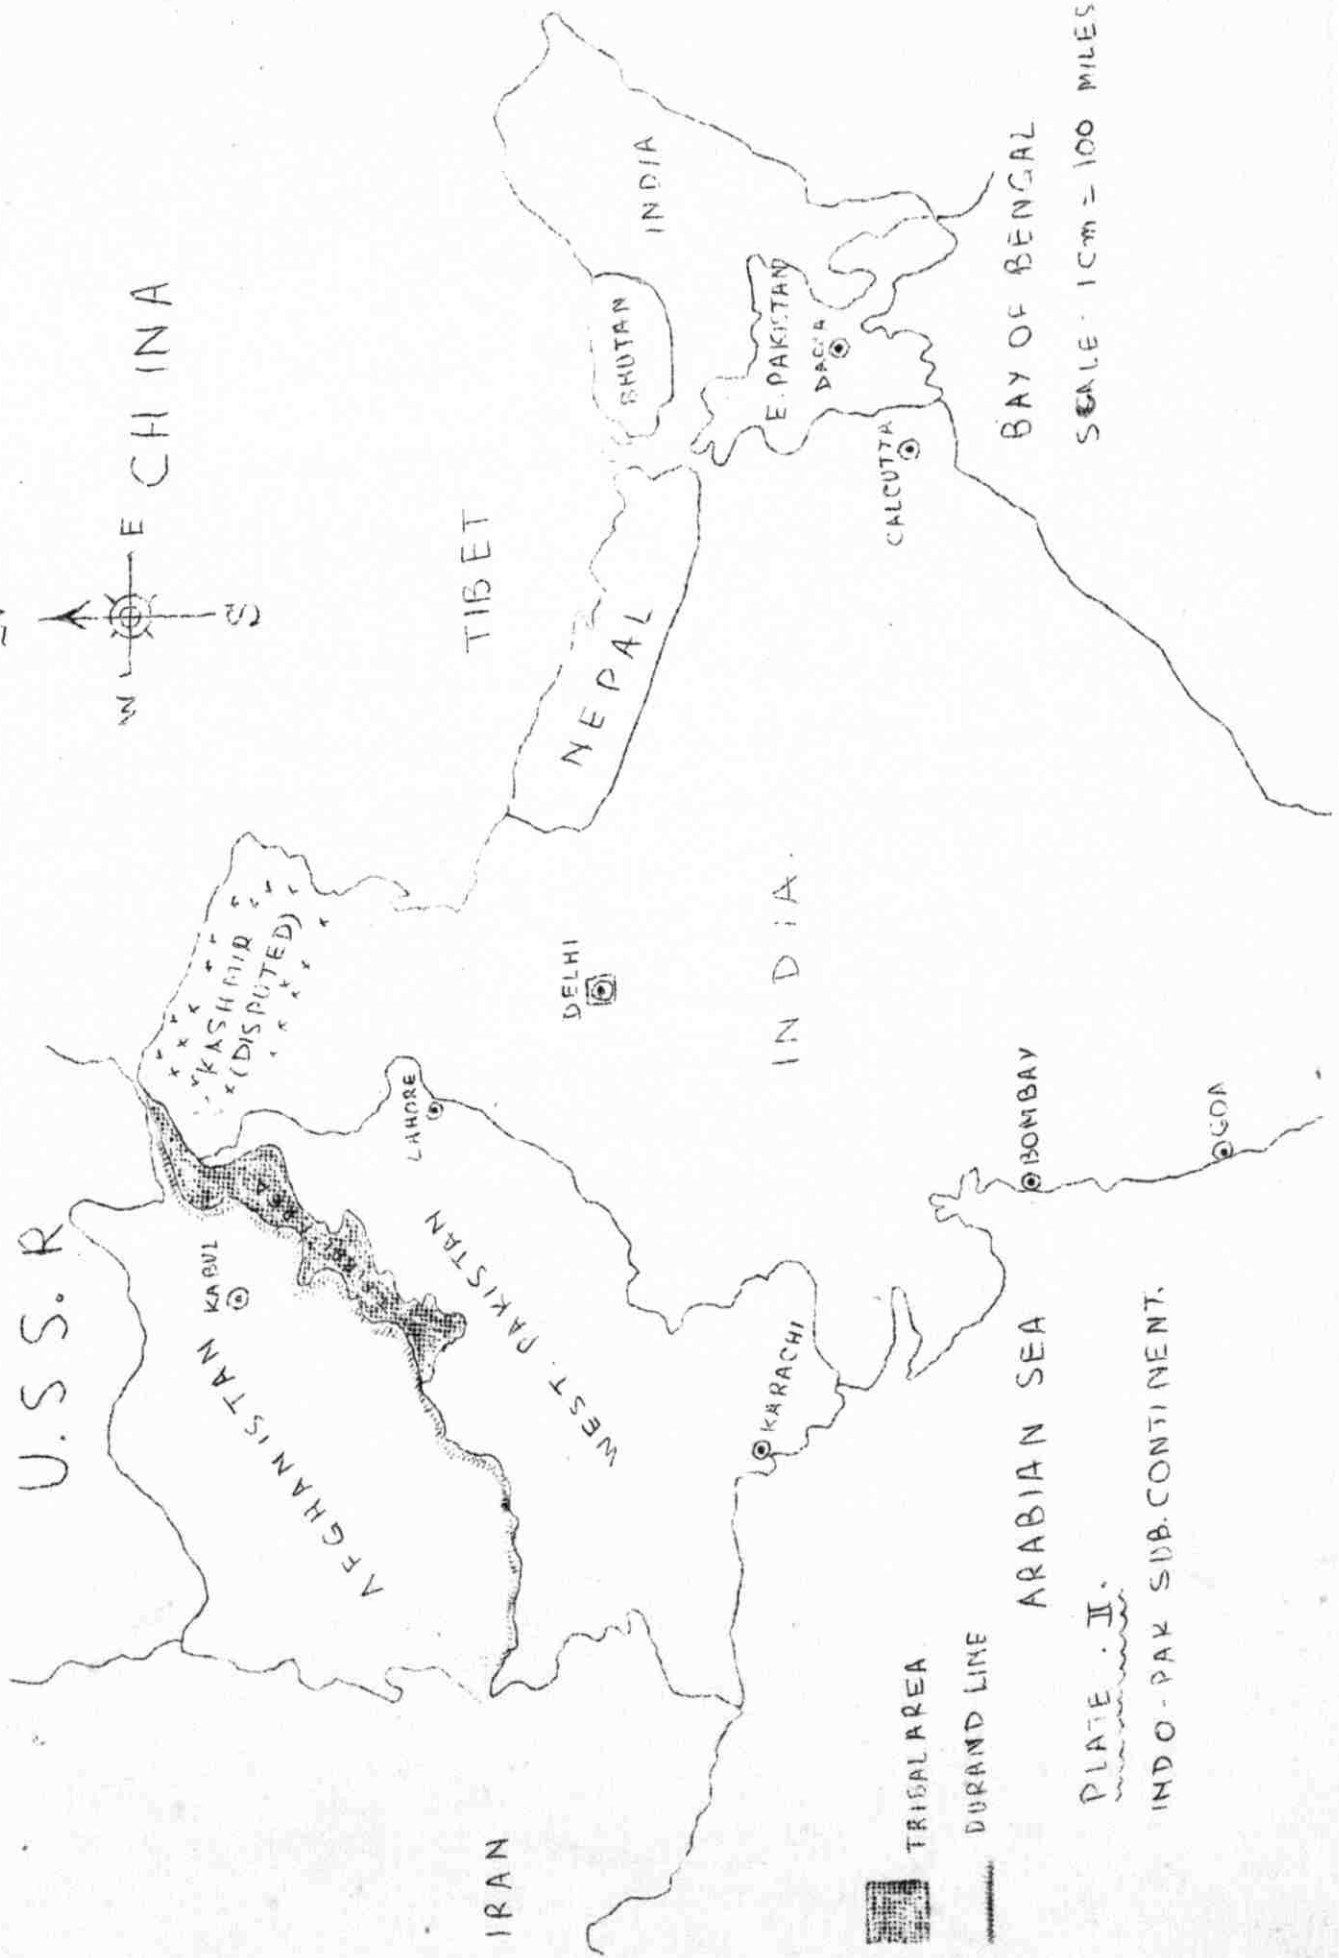 U.S.S.R
N
W E
S
CHINA
KASHMIR
(DISPUTED)
KABUL
AFGHANISTAN
LAHORE
TIBET
IRAN
WEST. PAKISTAN
DELHI
NEPAL
BHUTAN
INDIA
KARACHI
INDIA.
E. PAKISTAN
DACCA
CALCUTTA
BOMBAY
GOA
ARABIAN SEA
BAY OF BENGAL
SCALE. 1 Cm = 100 MILES
TRIBAL AREA
DURAND LINE
PLATE. II.
INDO-PAK SUB. CONTINENT.